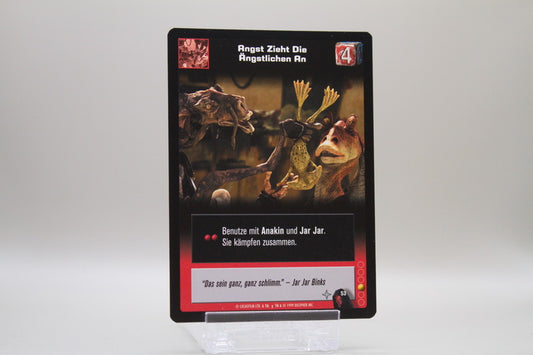 Angst Zieht Die
Ängstlichen An
4
Benutze mit Anakin und Jar Jar.
Sie kämpfen zusammen.
"Das sein ganz, ganz schlimm." – Jar Jar Binks
53